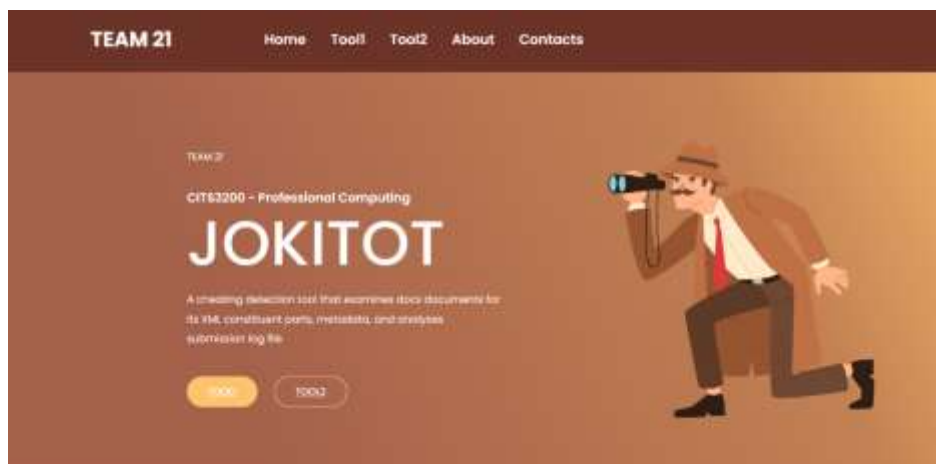 TEAM 21
Home Tool1 Tool2 About Contacts
TEAM 21
CITS3200 - Professional Computing
JOKITOT
A cheating detection tool that examines docx documents for
its XML constituent parts, metadata, and analyses
submission log file
TOOL2